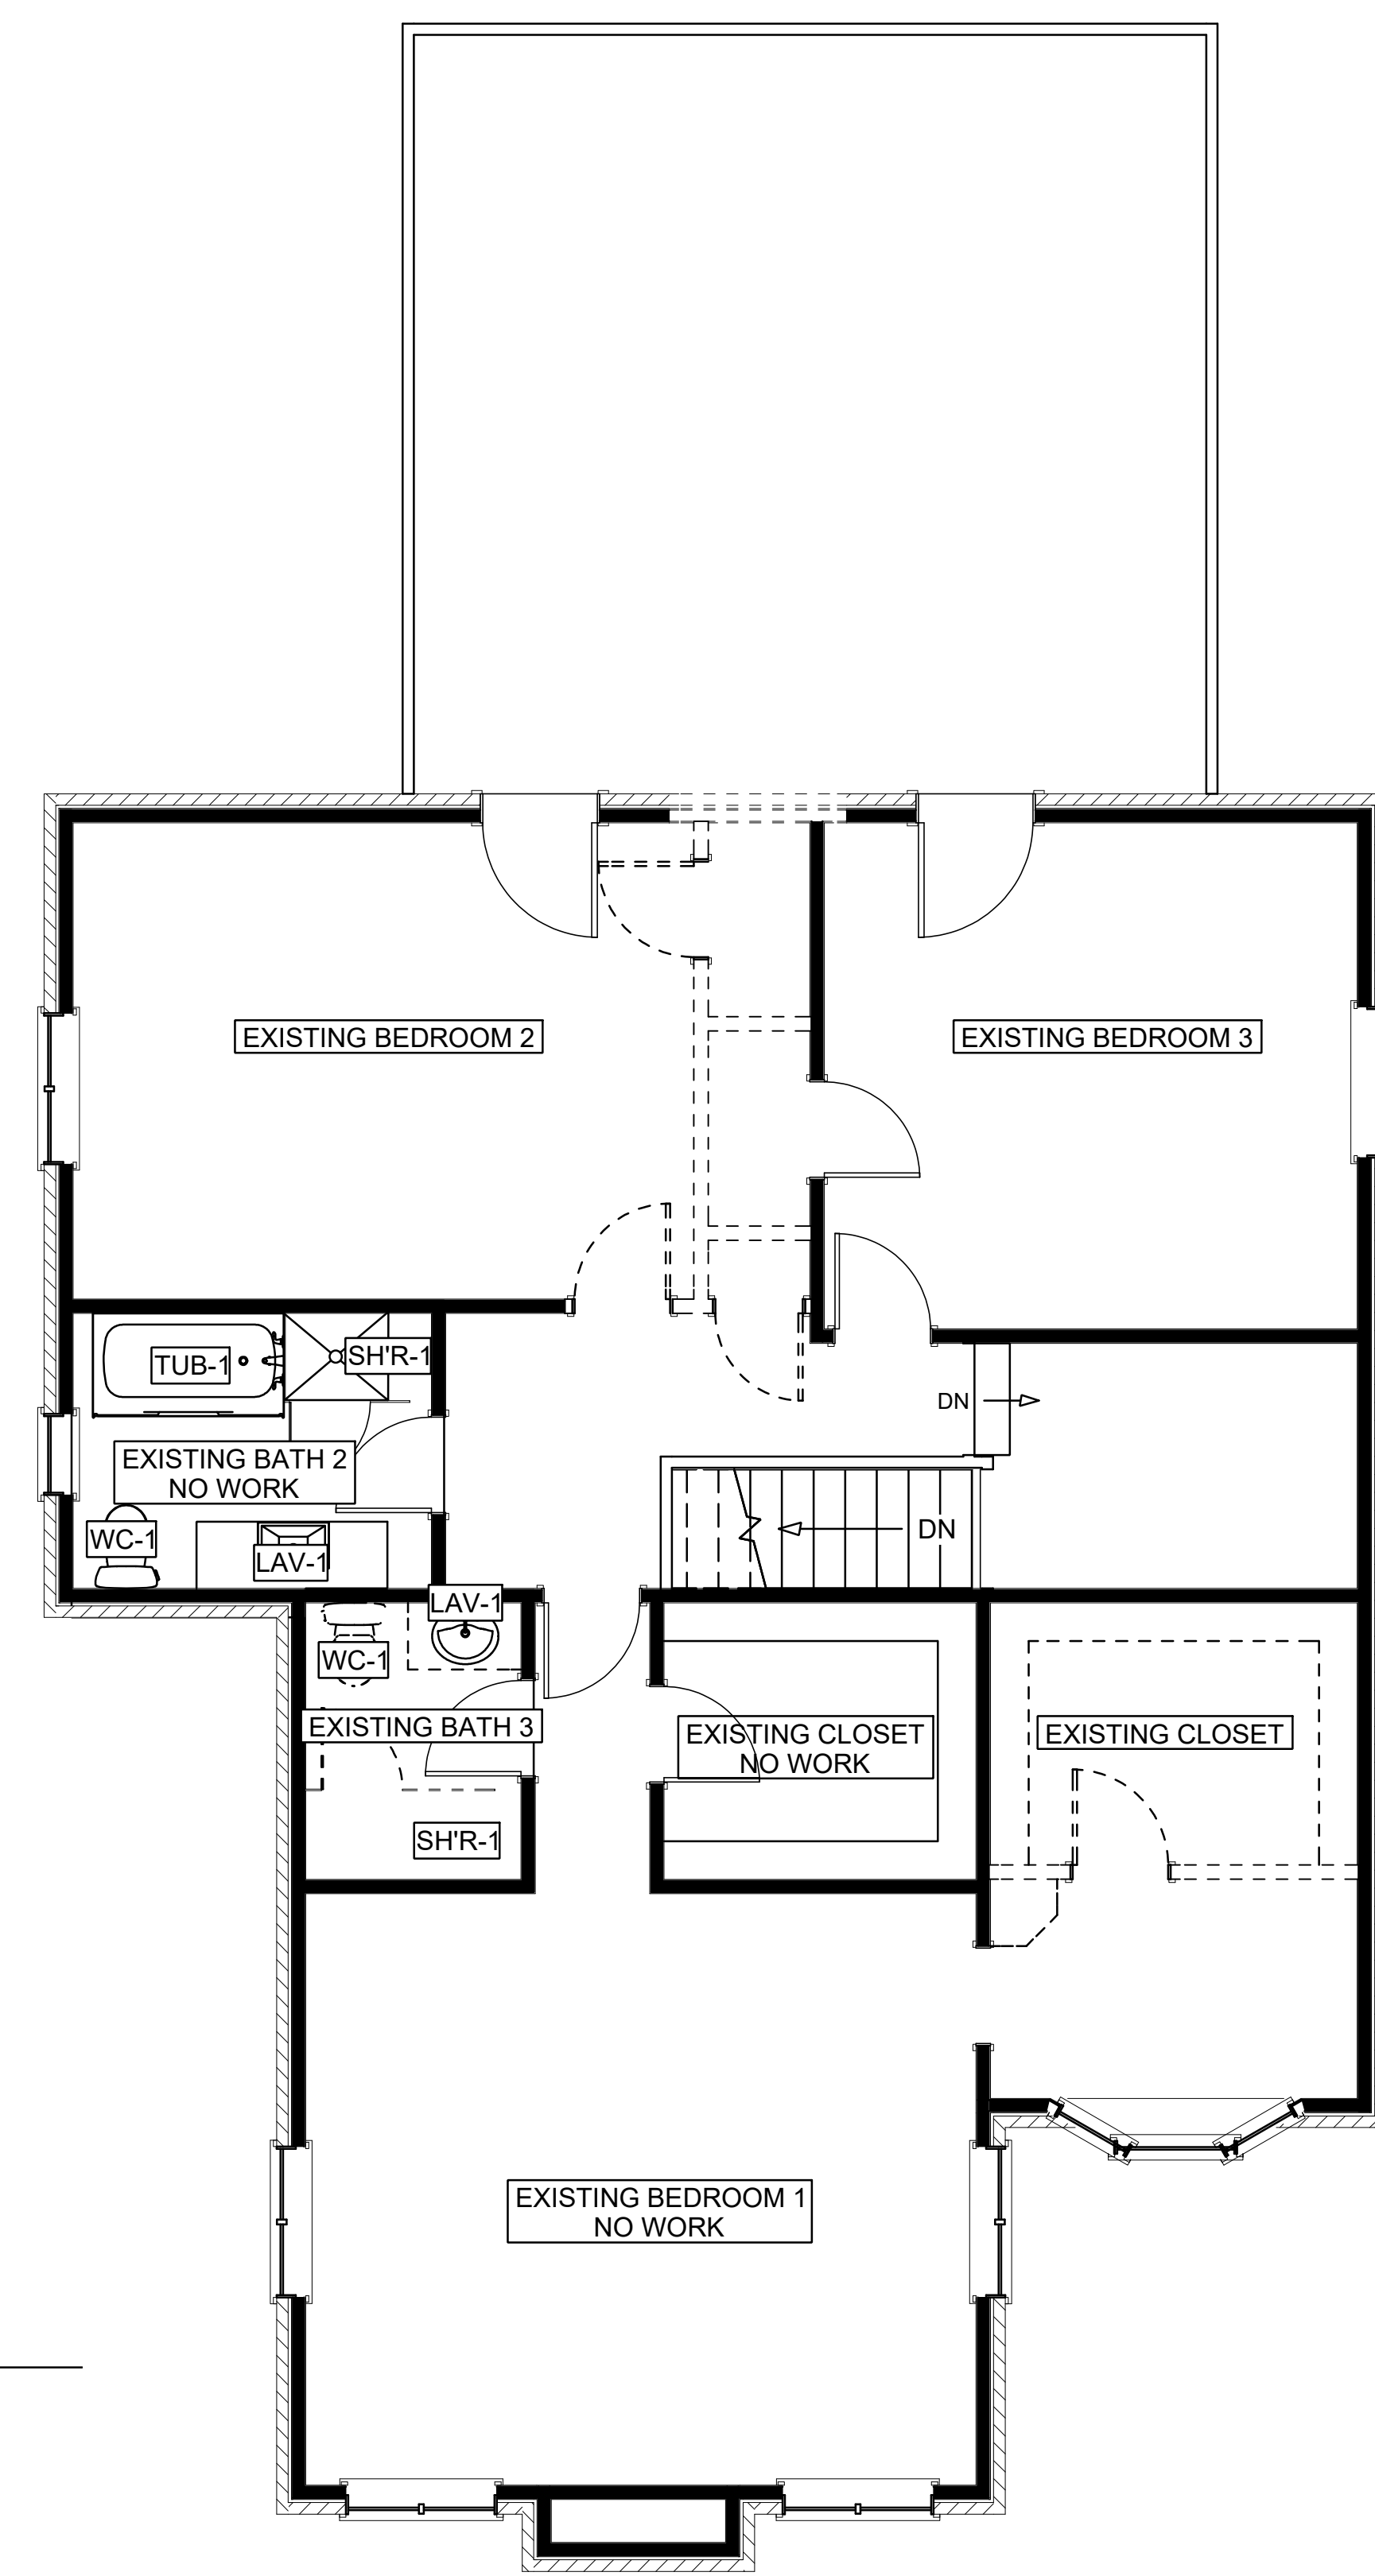 EXISTING BEDROOM 2
EXISTING BEDROOM 3
TUB-1
SH'R-1
DN
EXISTING BATH 2
NO WORK
WC-1
LAV-1
DN
LAV-1
WC-1
EXISTING BATH 3
EXISTING CLOSET
NO WORK
EXISTING CLOSET
SH'R-1
EXISTING BEDROOM 1
NO WORK